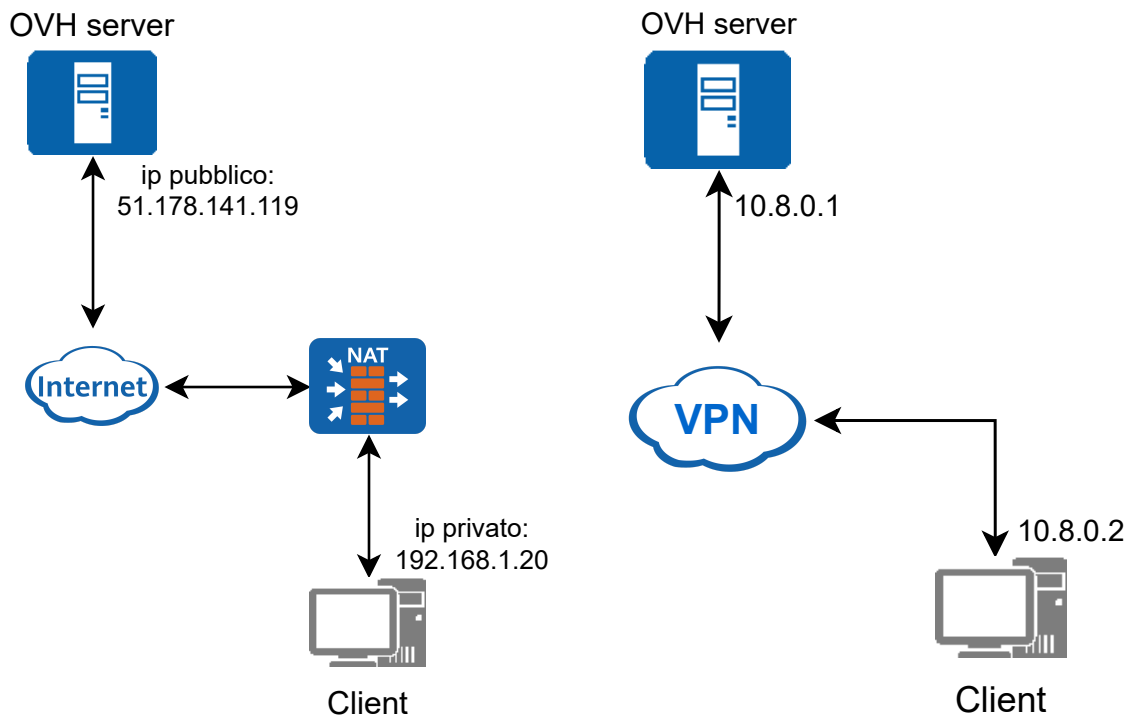 OVH server
ip pubblico:
51.178.141.119
Internet
NAT
ip privato:
192.168.1.20
Client
OVH server
10.8.0.1
VPN
10.8.0.2
Client